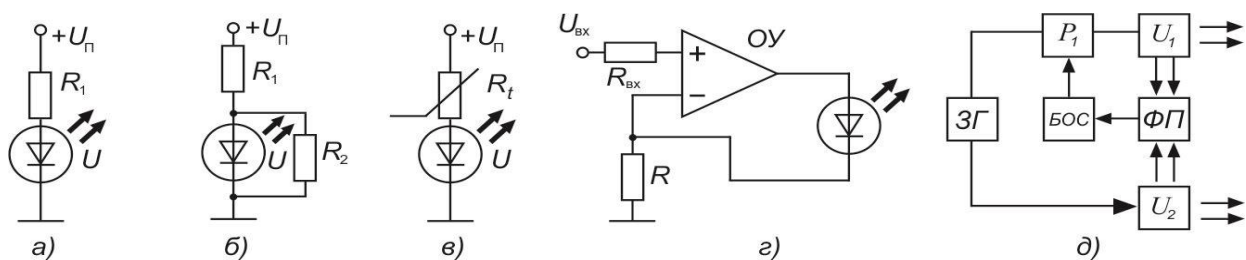 +Uп
R1
U
а)
+Uп
R1
U
R2
б)
+Uп
Rt
U
в)
Uвх
Rвх
+
−
ОУ
R
г)
P1
U1
ЗГ
БОС
ФП
U2
д)